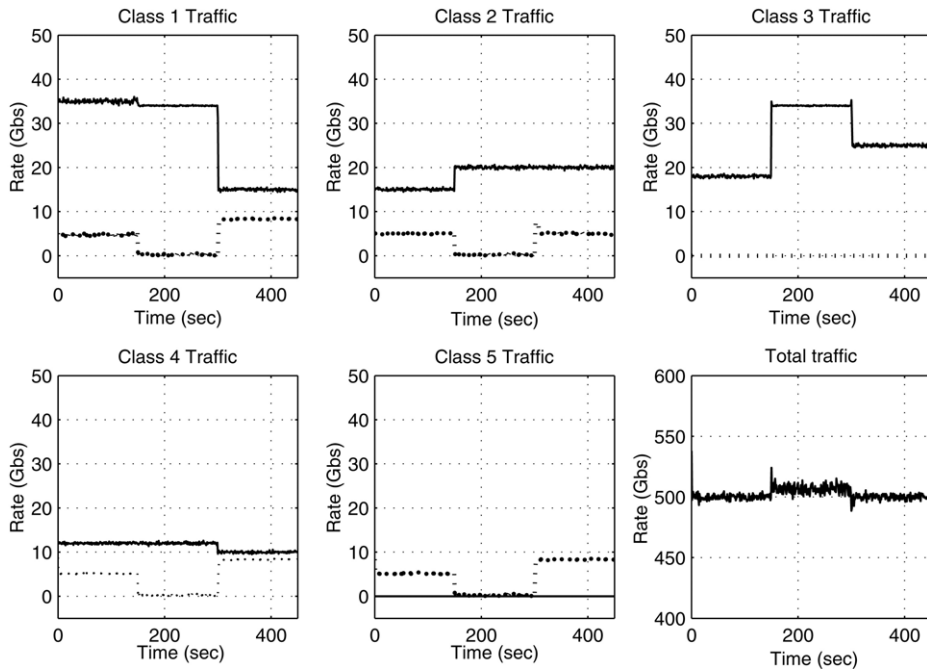 Class 1 Traffic
50
40
30
20
10
0
Rate (Gbs)
0
200
400
Time (sec)
Class 2 Traffic
50
40
30
20
10
0
Rate (Gbs)
0
200
400
Time (sec)
Class 3 Traffic
50
40
30
20
10
0
Rate (Gbs)
0
200
400
Time (sec)
Class 4 Traffic
50
40
30
20
10
0
Rate (Gbs)
0
200
400
Time (sec)
Class 5 Traffic
50
40
30
20
10
0
Rate (Gbs)
0
200
400
Time (sec)
Total traffic
600
550
500
450
400
Rate (Gbs)
0
200
400
Time (sec)